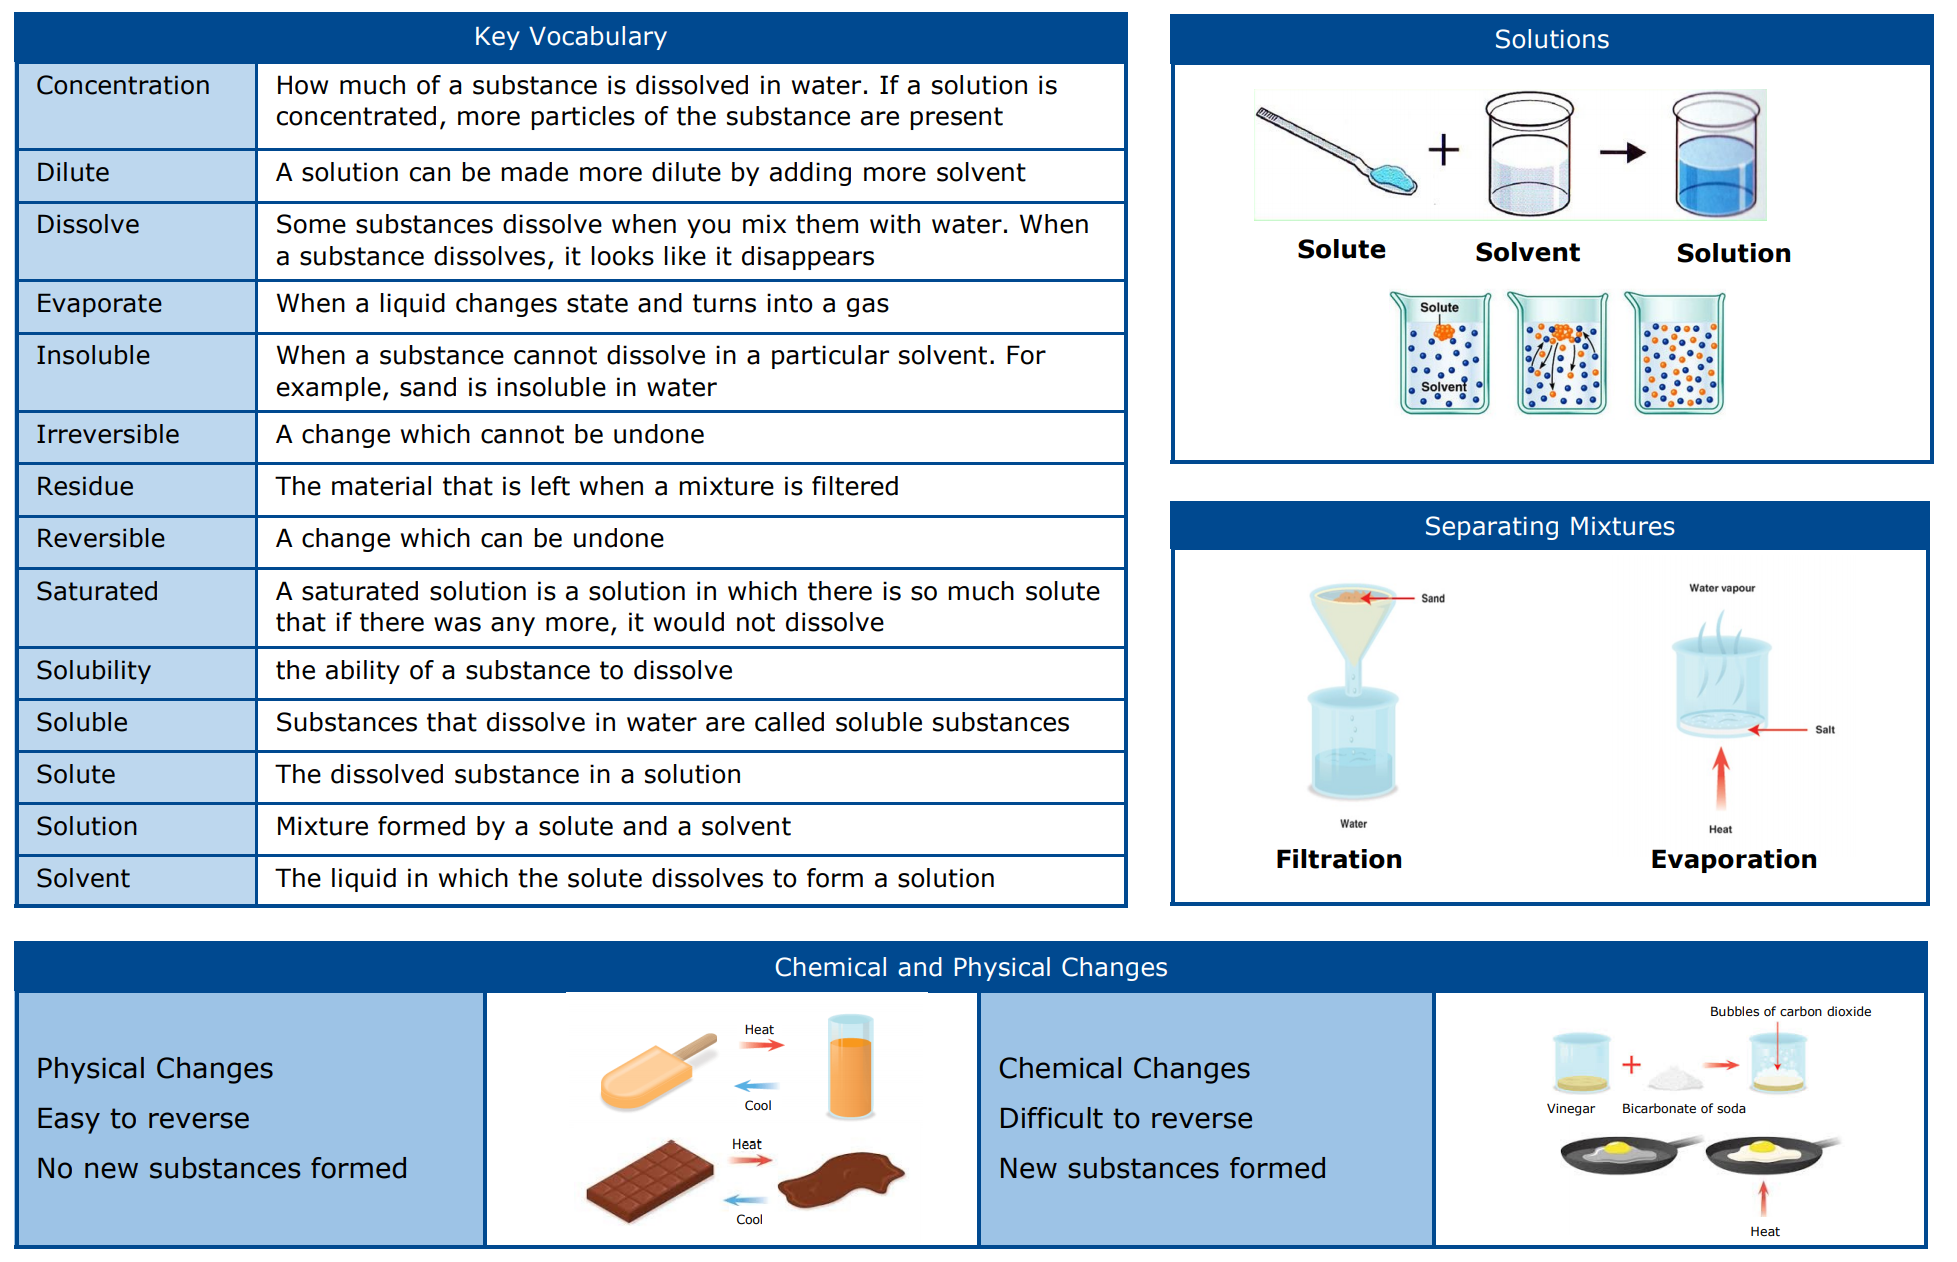 Key Vocabulary
Concentration
How much of a substance is dissolved in water. If a solution is
concentrated, more particles of the substance are present
Dilute
A solution can be made more dilute by adding more solvent
Dissolve
Some substances dissolve when you mix them with water. When
a substance dissolves, it looks like it disappears
Evaporate
When a liquid changes state and turns into a gas
Insoluble
When a substance cannot dissolve in a particular solvent. For
example, sand is insoluble in water
Irreversible
A change which cannot be undone
Residue
The material that is left when a mixture is filtered
Reversible
A change which can be undone
Saturated
A saturated solution is a solution in which there is so much solute
that if there was any more, it would not dissolve
Solubility
the ability of a substance to dissolve
Soluble
Substances that dissolve in water are called soluble substances
Solute
The dissolved substance in a solution
Solution
Mixture formed by a solute and a solvent
Solvent
The liquid in which the solute dissolves to form a solution
Solutions
+
Solute
Solvent
Solution
Solute
Solvent
Separating Mixtures
Sand
Water
Filtration
Water vapour
Salt
Heat
Evaporation
Chemical and Physical Changes
Physical Changes
Easy to reverse
No new substances formed
Heat
Cool
Heat
Cool
Chemical Changes
Difficult to reverse
New substances formed
Bubbles of carbon dioxide
+
Vinegar
Bicarbonate of soda
Heat